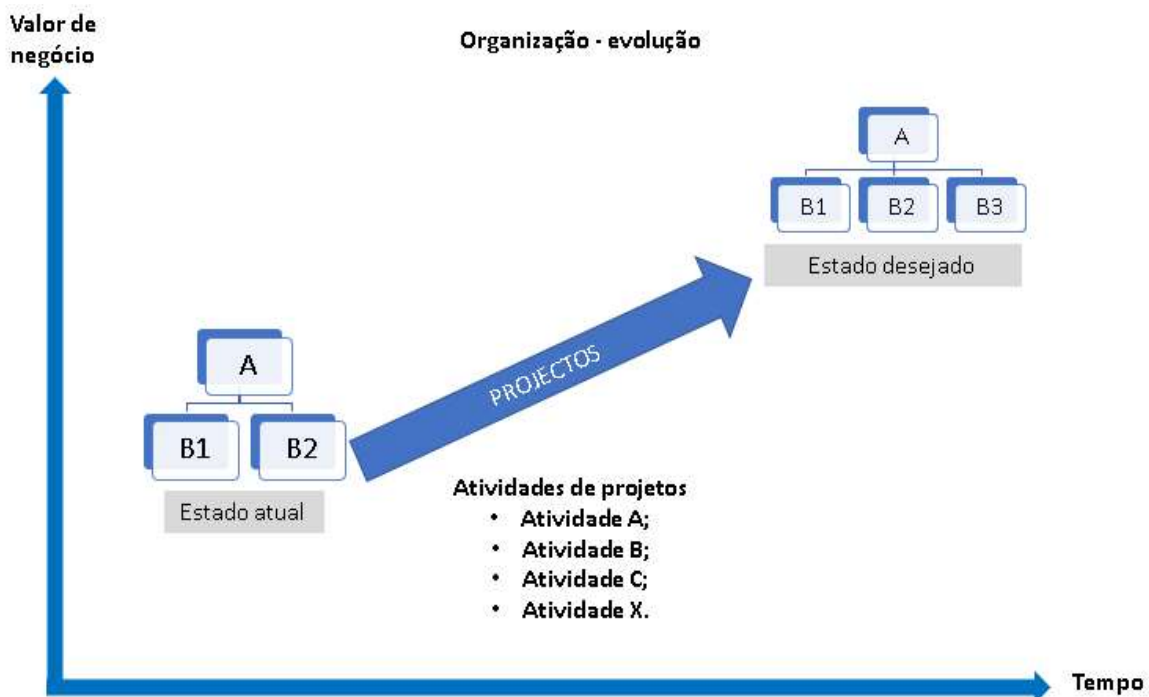 Valor de
negócio
Organização - evolução
A
B1
B2
B3
Estado desejado
PROJECTOS
A
B1
B2
Estado atual
Atividades de projetos
• Atividade A;
• Atividade B;
• Atividade C;
• Atividade X.
Tempo